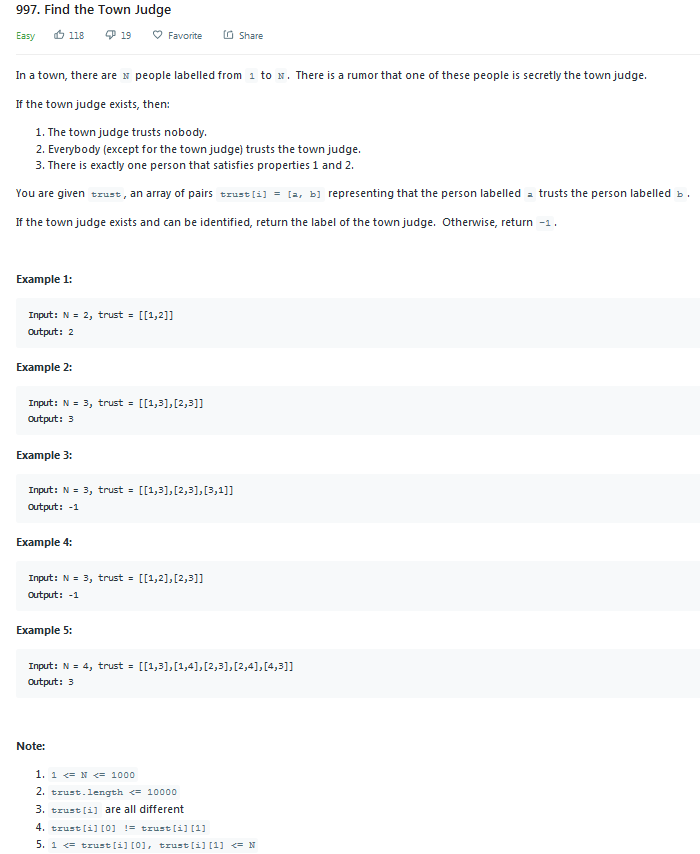 997. Find the Town Judge
Easy 118 19 Favorite Share
In a town, there are N people labelled from 1 to N. There is a rumor that one of these people is secretly the town judge.
If the town judge exists, then:
1. The town judge trusts nobody.
2. Everybody (except for the town judge) trusts the town judge.
3. There is exactly one person that satisfies properties 1 and 2.
You are given trust, an array of pairs trust[i] = [a, b] representing that the person labelled a trusts the person labelled b.
If the town judge exists and can be identified, return the label of the town judge. Otherwise, return -1.
Example 1:
Input: N = 2, trust = [[1,2]]
Output: 2
Example 2:
Input: N = 3, trust = [[1,3],[2,3]]
Output: 3
Example 3:
Input: N = 3, trust = [[1,3],[2,3],[3,1]]
Output: -1
Example 4:
Input: N = 3, trust = [[1,2],[2,3]]
Output: -1
Example 5:
Input: N = 4, trust = [[1,3],[1,4],[2,3],[2,4],[4,3]]
Output: 3
Note:
1. 1 <= N <= 1000
2. trust.length <= 10000
3. trust[i] are all different
4. trust[i][0] != trust[i][1]
5. 1 <= trust[i][0], trust[i][1] <= N